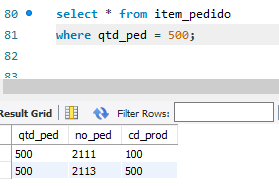 80 select * from item_pedido
81 where qtd_ped = 500;
82
83
Result Grid Filter Rows:
qtd_ped no_ped cd_prod
500 2111 100
500 2113 500